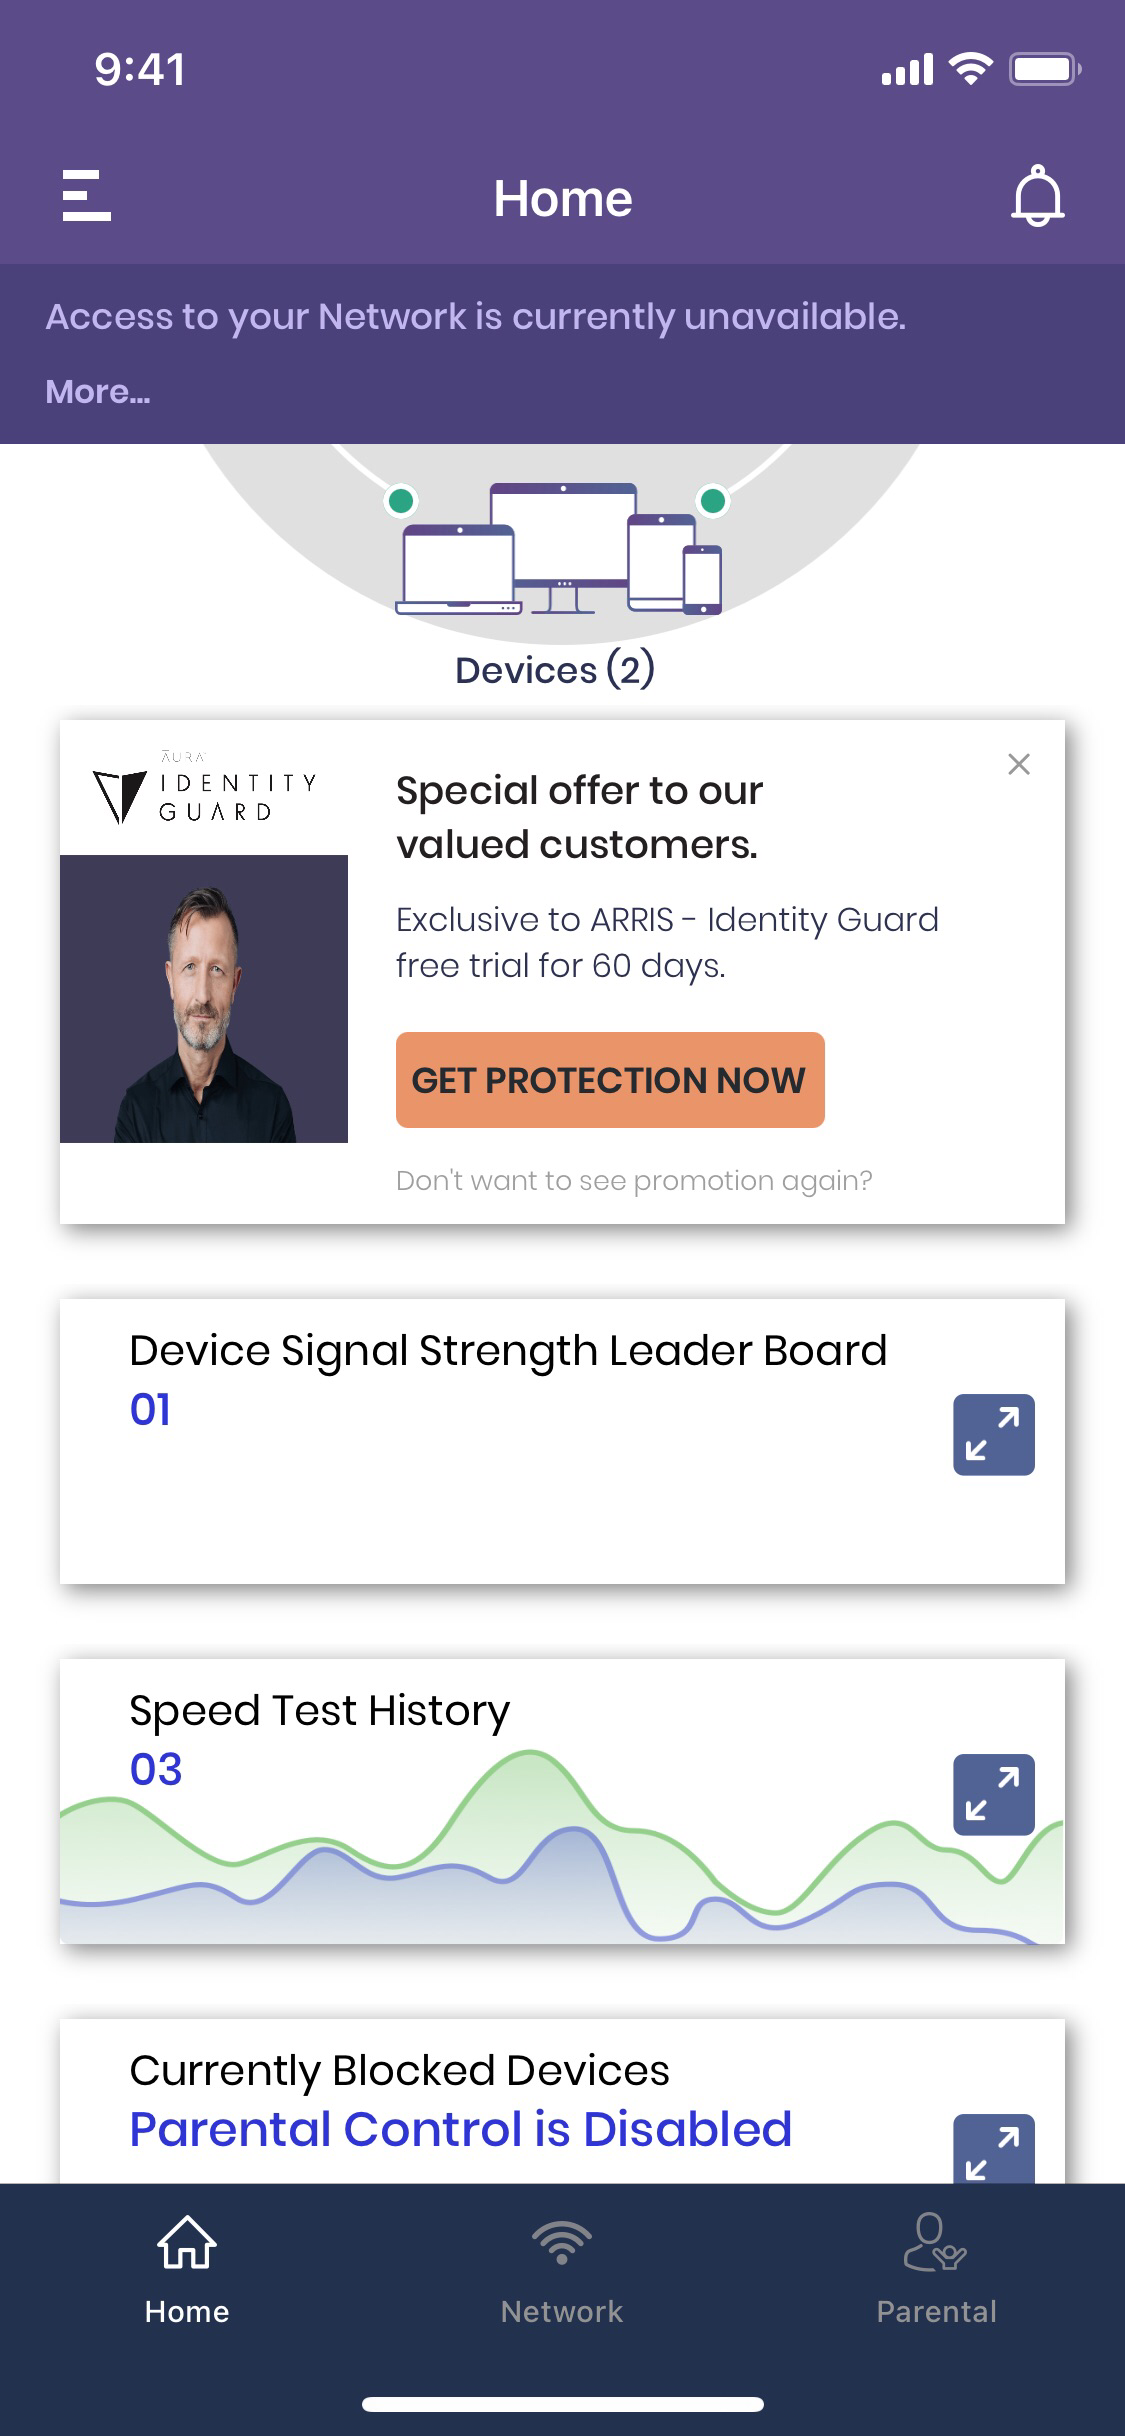 9:41
Home
Access to your Network is currently unavailable.
More...
Devices (2)
AURA
IDENTITY
GUARD
Special offer to our
valued customers.
Exclusive to ARRIS - Identity Guard
free trial for 60 days.
GET PROTECTION NOW
Don't want to see promotion again?
Device Signal Strength Leader Board
01
Speed Test History
03
Currently Blocked Devices
Parental Control is Disabled
Home
Network
Parental